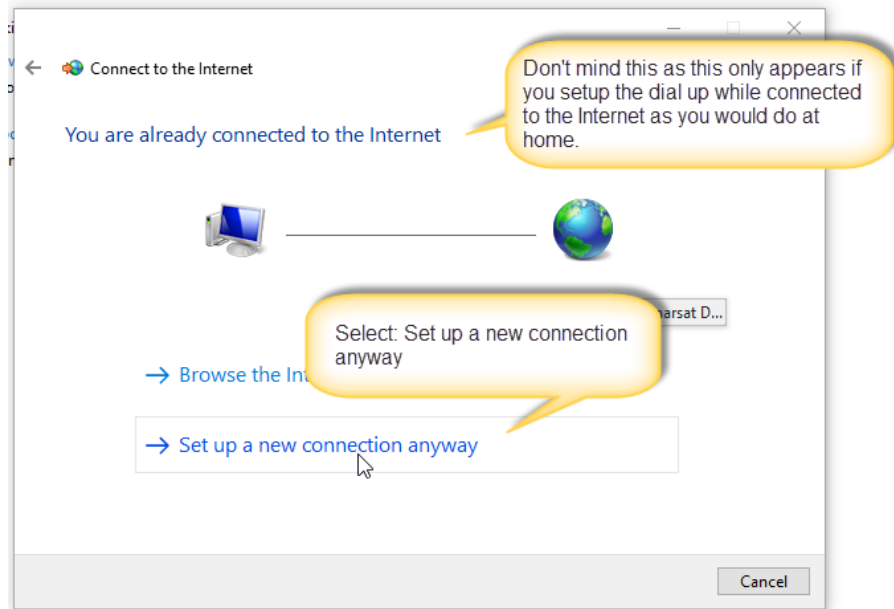 Connect to the Internet
Don't mind this as this only appears if
you setup the dial up while connected
to the Internet as you would do at
home.
You are already connected to the Internet
D...
Select: Set up a new connection
anyway
Browse the
Set up a new connection anyway
Cancel